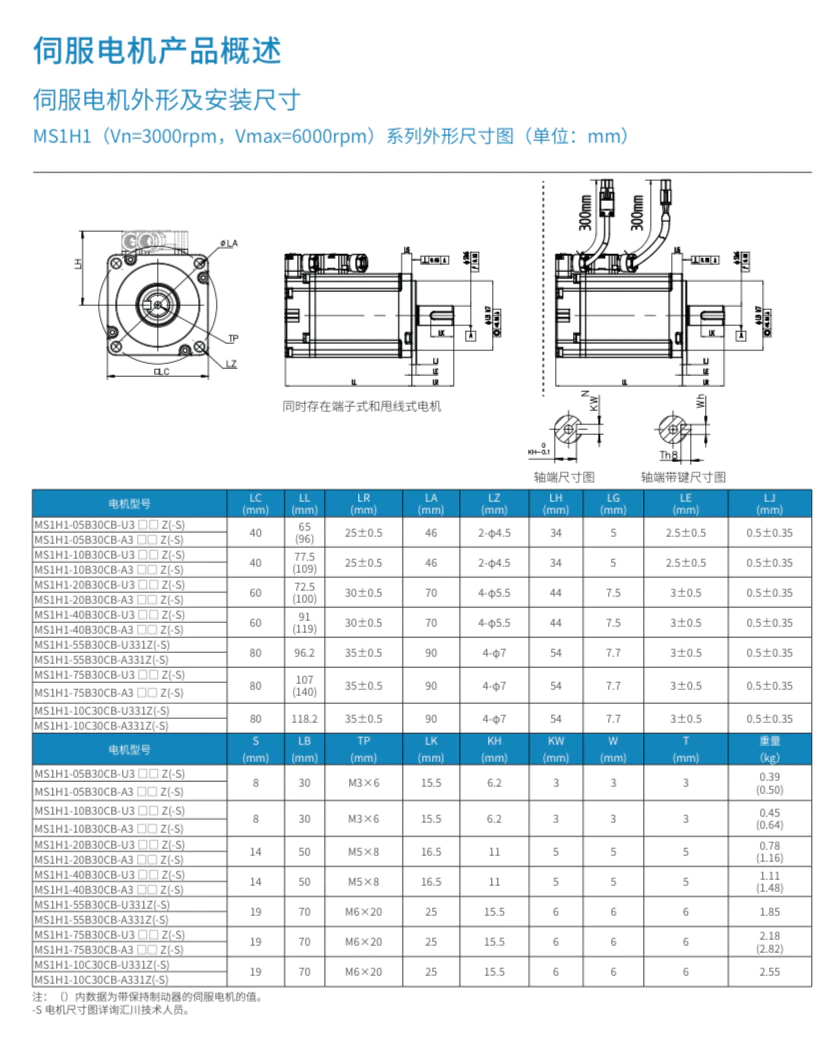 伺服电机产品概述
伺服电机外形及安装尺寸
MS1H1（Vn=3000rpm，Vmax=6000rpm）系列外形尺寸图（单位：mm）
300mm 300mm
LH
ϕLA
TP
LZ
□LC
LG
LK
A
LJ
LE
LL LR
LG
LK
A
LJ
LE
LL LR
同时存在端子式和甩线式电机
N
KW
Wh
KH-0.1
0
Th8
轴端尺寸图 轴端带键尺寸图
电机型号 LC (mm) LL (mm) LR (mm) LA (mm) LZ (mm) LH (mm) LG (mm) LE (mm) LJ (mm)
MS1H1-05B30CB-U3 □□ Z(-S)
MS1H1-05B30CB-A3 □□ Z(-S)
40 65 (96) 25±0.5 46 2-ϕ4.5 34 5 2.5±0.5 0.5±0.35
MS1H1-10B30CB-U3 □□ Z(-S)
MS1H1-10B30CB-A3 □□ Z(-S)
40 77.5 (109) 25±0.5 46 2-ϕ4.5 34 5 2.5±0.5 0.5±0.35
MS1H1-20B30CB-U3 □□ Z(-S)
MS1H1-20B30CB-A3 □□ Z(-S)
60 72.5 (100) 30±0.5 70 4-ϕ5.5 44 7.5 3±0.5 0.5±0.35
MS1H1-40B30CB-U3 □□ Z(-S)
MS1H1-40B30CB-A3 □□ Z(-S)
60 91 (119) 30±0.5 70 4-ϕ5.5 44 7.5 3±0.5 0.5±0.35
MS1H1-55B30CB-U331Z(-S)
MS1H1-55B30CB-A331Z(-S)
80 96.2 35±0.5 90 4-ϕ7 54 7.7 3±0.5 0.5±0.35
MS1H1-75B30CB-U3 □□ Z(-S)
MS1H1-75B30CB-A3 □□ Z(-S)
80 107 (140) 35±0.5 90 4-ϕ7 54 7.7 3±0.5 0.5±0.35
MS1H1-10C30CB-U331Z(-S)
MS1H1-10C30CB-A331Z(-S)
80 118.2 35±0.5 90 4-ϕ7 54 7.7 3±0.5 0.5±0.35
电机型号 S (mm) LB (mm) TP (mm) LK (mm) KH (mm) KW (mm) W (mm) T (mm) 重量 （kg）
MS1H1-05B30CB-U3 □□ Z(-S)
MS1H1-05B30CB-A3 □□ Z(-S)
8 30 M3×6 15.5 6.2 3 3 3 0.39 (0.50)
MS1H1-10B30CB-U3 □□ Z(-S)
MS1H1-10B30CB-A3 □□ Z(-S)
8 30 M3×6 15.5 6.2 3 3 3 0.45 (0.64)
MS1H1-20B30CB-U3 □□ Z(-S)
MS1H1-20B30CB-A3 □□ Z(-S)
14 50 M5×8 16.5 11 5 5 5 0.78 (1.16)
MS1H1-40B30CB-U3 □□ Z(-S)
MS1H1-40B30CB-A3 □□ Z(-S)
14 50 M5×8 16.5 11 5 5 5 1.11 (1.48)
MS1H1-55B30CB-U331Z(-S)
MS1H1-55B30CB-A331Z(-S)
19 70 M6×20 25 15.5 6 6 6 1.85
MS1H1-75B30CB-U3 □□ Z(-S)
MS1H1-75B30CB-A3 □□ Z(-S)
19 70 M6×20 25 15.5 6 6 6 2.18 (2.82)
MS1H1-10C30CB-U331Z(-S)
MS1H1-10C30CB-A331Z(-S)
19 70 M6×20 25 15.5 6 6 6 2.55
注：（）内数据为带保持制动器的伺服电机的值。
-S 电机尺寸图详询汇川技术人员。